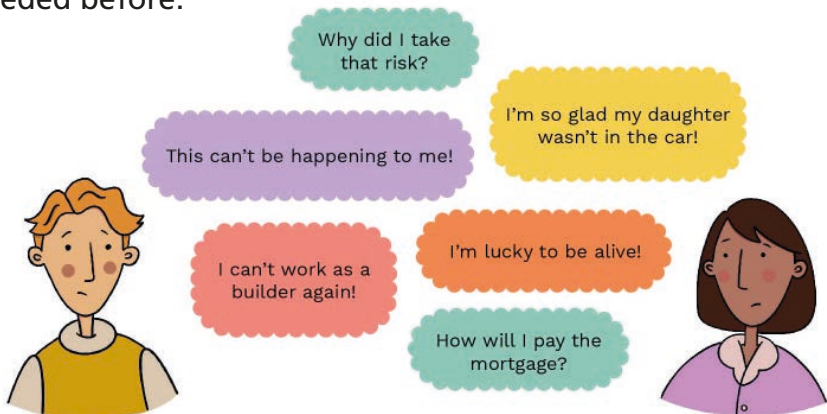 eded before.
Why did I take
that risk?
I'm so glad my daughter
wasn't in the car!
This can't be happening to me!
I can't work as a
builder again!
I'm lucky to be alive!
How will I pay the
mortgage?